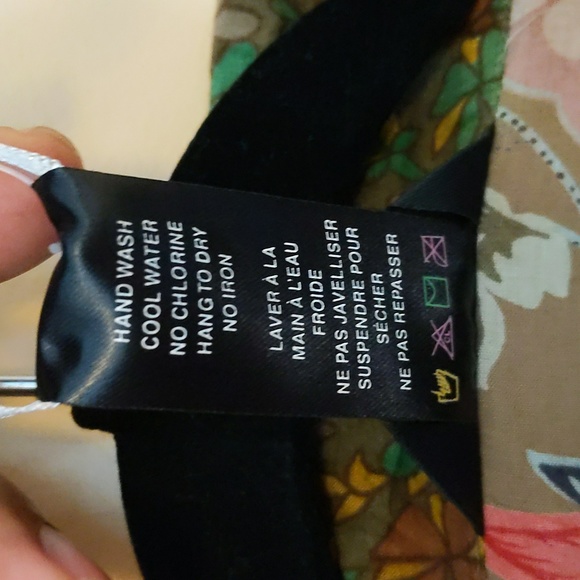 HAND WASH
COOL WATER
NO CHLORINE
HANG TO DRY
NO IRON
LAVER À LA
MAIN À L'EAU
FROIDE
NE PAS JAVELLISER
SUSPENDRE POUR
SÈCHER
NE PAS REPASSER